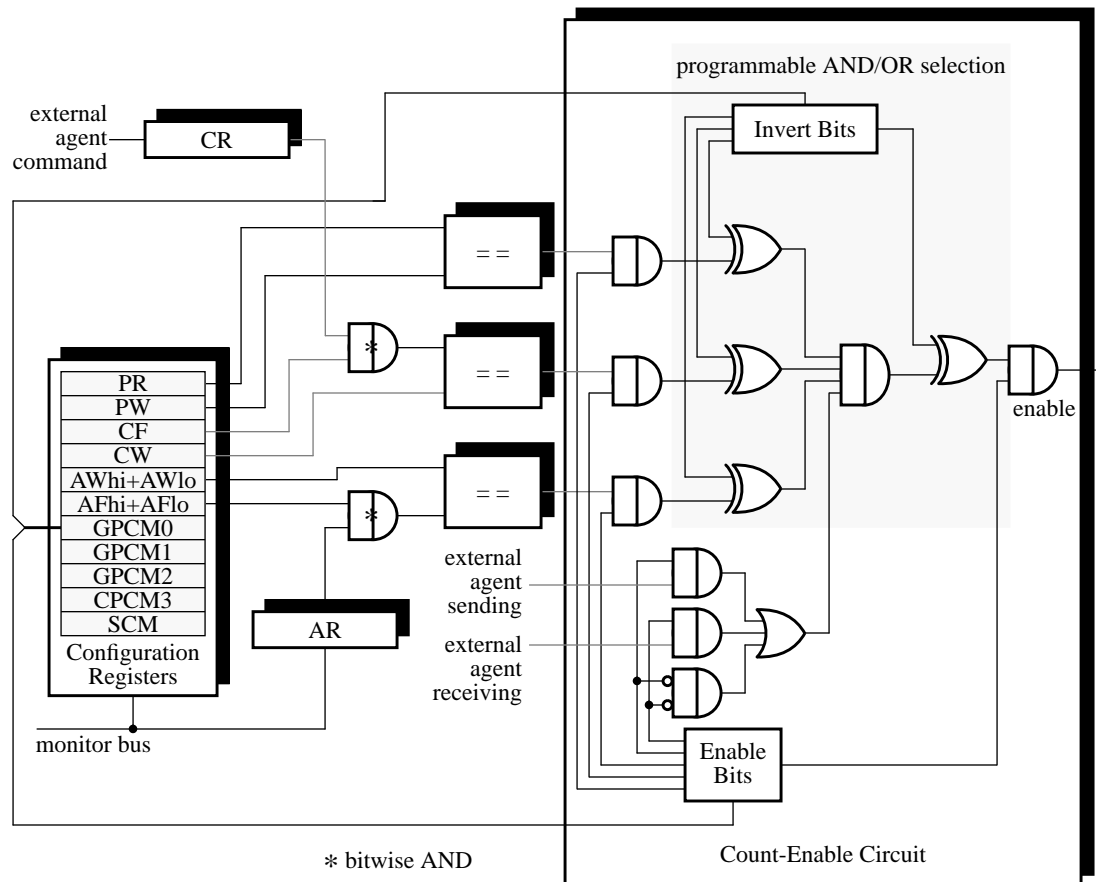 programmable AND/OR selection
external
agent
command
CR
Invert Bits
= =
*
= =
enable
PR
PW
CF
CW
AWhi+AWlo
AFhi+AFlo
GPCM0
GPCM1
GPCM2
CPCM3
SCM
Configuration
Registers
= =
*
external
agent
sending
AR
external
agent
receiving
monitor bus
Enable
Bits
* bitwise AND
Count-Enable Circuit